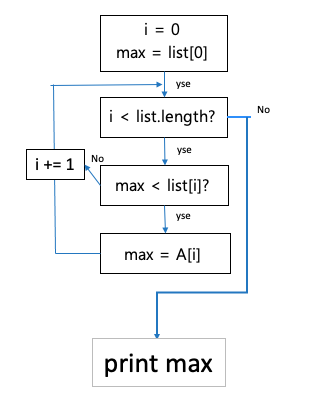 i = 0
max = list[0]
yse
i < list.length?
No
yse
i += 1
No
max < list[i]?
yse
max = A[i]
print max